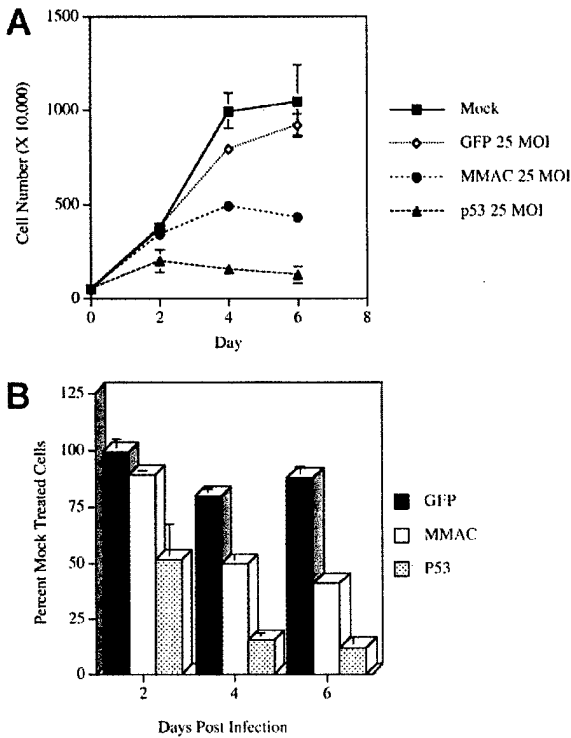 A
1500
1000
500
0
Cell Number (X 10,000)
0 2 4 6 8
Day
Mock
GFP 25 MOI
MMAC 25 MOI
p53 25 MOI
B
125
100
75
50
25
0
Percent Mock Treated Cells
2 4 6
Days Post Infection
GFP
MMAC
P53